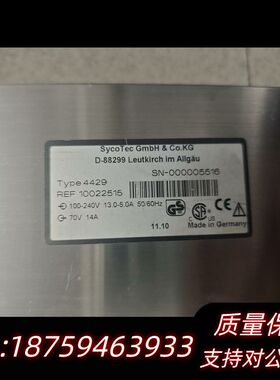 SycoTec GmbH & Co.KG
D-88299 Leutkirch im Allgäu
Type 4429
SN-000005516
REF 10022515
100-240V 13.0-5.0A 50/60Hz
70V 14A
11.10
Made in Germany
质量保
:18759463933
支持对公